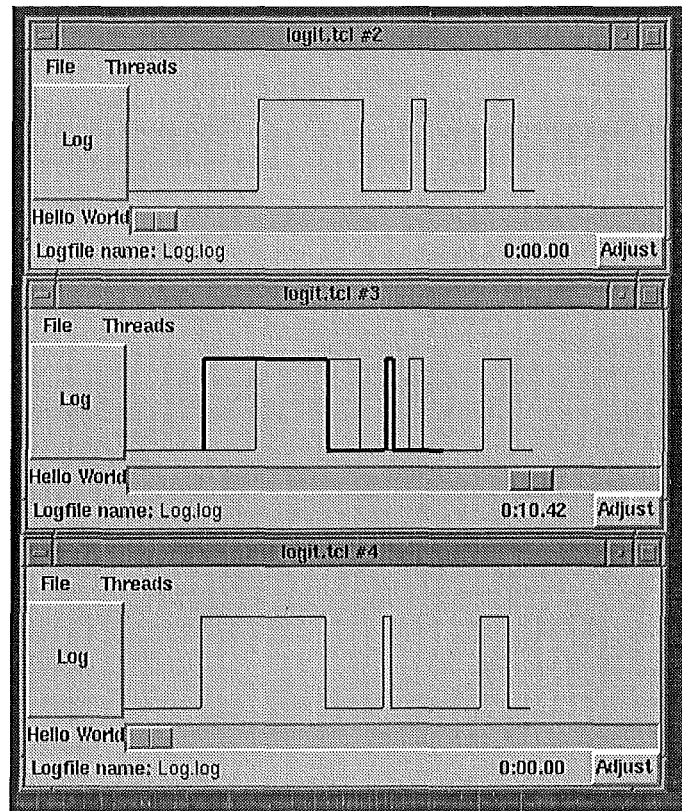 logit.tcl #2
File Threads
Log
Hello World
Logfile name: Log.log 0:00.00 Adjust
logit.tcl #3
File Threads
Log
Hello World
Logfile name: Log.log 0:10.42 Adjust
logit.tcl #4
File Threads
Log
Hello World
Logfile name: Log.log 0:00.00 Adjust